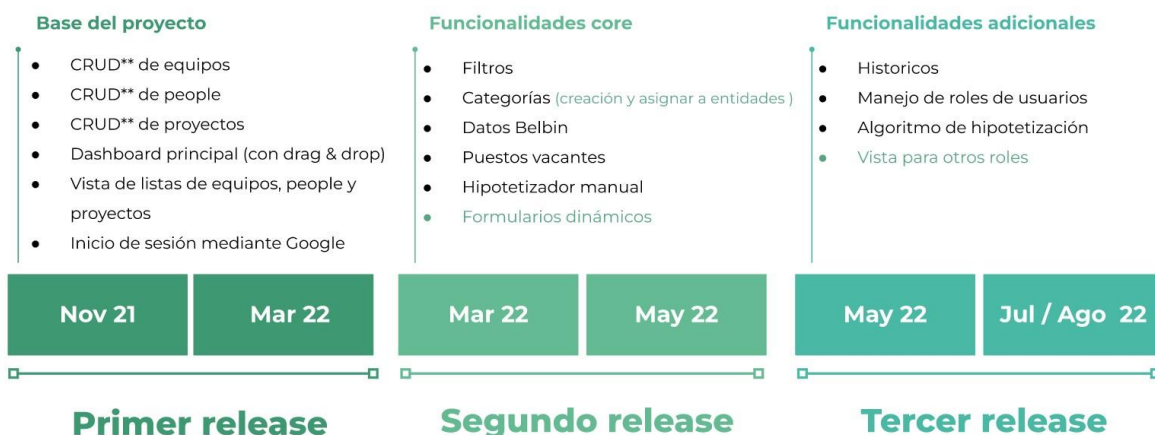 Base del proyecto
● CRUD** de equipos
● CRUD** de people
● CRUD** de proyectos
● Dashboard principal (con drag & drop)
● Vista de listas de equipos, people y
proyectos
● Inicio de sesión mediante Google
Nov 21
Mar 22
Primer release
Funcionalidades core
● Filtros
● Categorías (creación y asignar a entidades )
● Datos Belbin
● Puestos vacantes
● Hipotetizador manual
● Formularios dinámicos
Mar 22
May 22
Segundo release
Funcionalidades adicionales
● Historicos
● Manejo de roles de usuarios
● Algoritmo de hipotetización
● Vista para otros roles
May 22
Jul / Ago 22
Tercer release